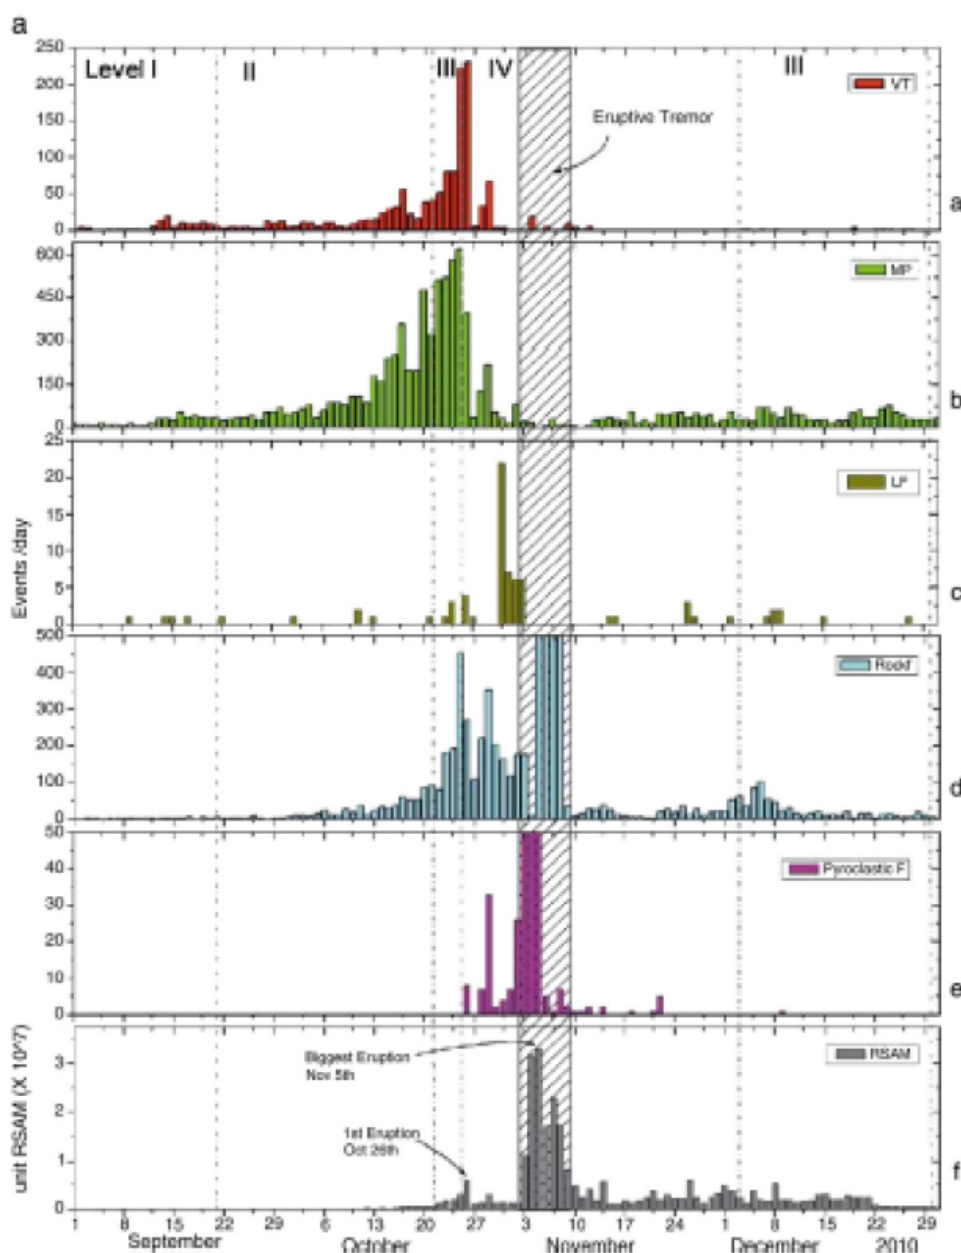 a
250
Level I
II
III
IV
III
VT
200
Eruptive Tremor
150
100
50
0
a
600
MP
450
300
150
0
b
25
20
LF
15
10
5
0
c
Events /day
500
Rockf
400
300
200
100
0
d
50
Pyroclastic F
40
30
20
10
0
e
unit RSAM (X 10^7)
RSAM
3
Biggest Eruption
Nov 5th
2
1st Eruption
Oct 26th
1
0
f
1 8 15 22 29 6 13 20 27 3 10 17 24 1 8 15 22 29
September October November December 2010